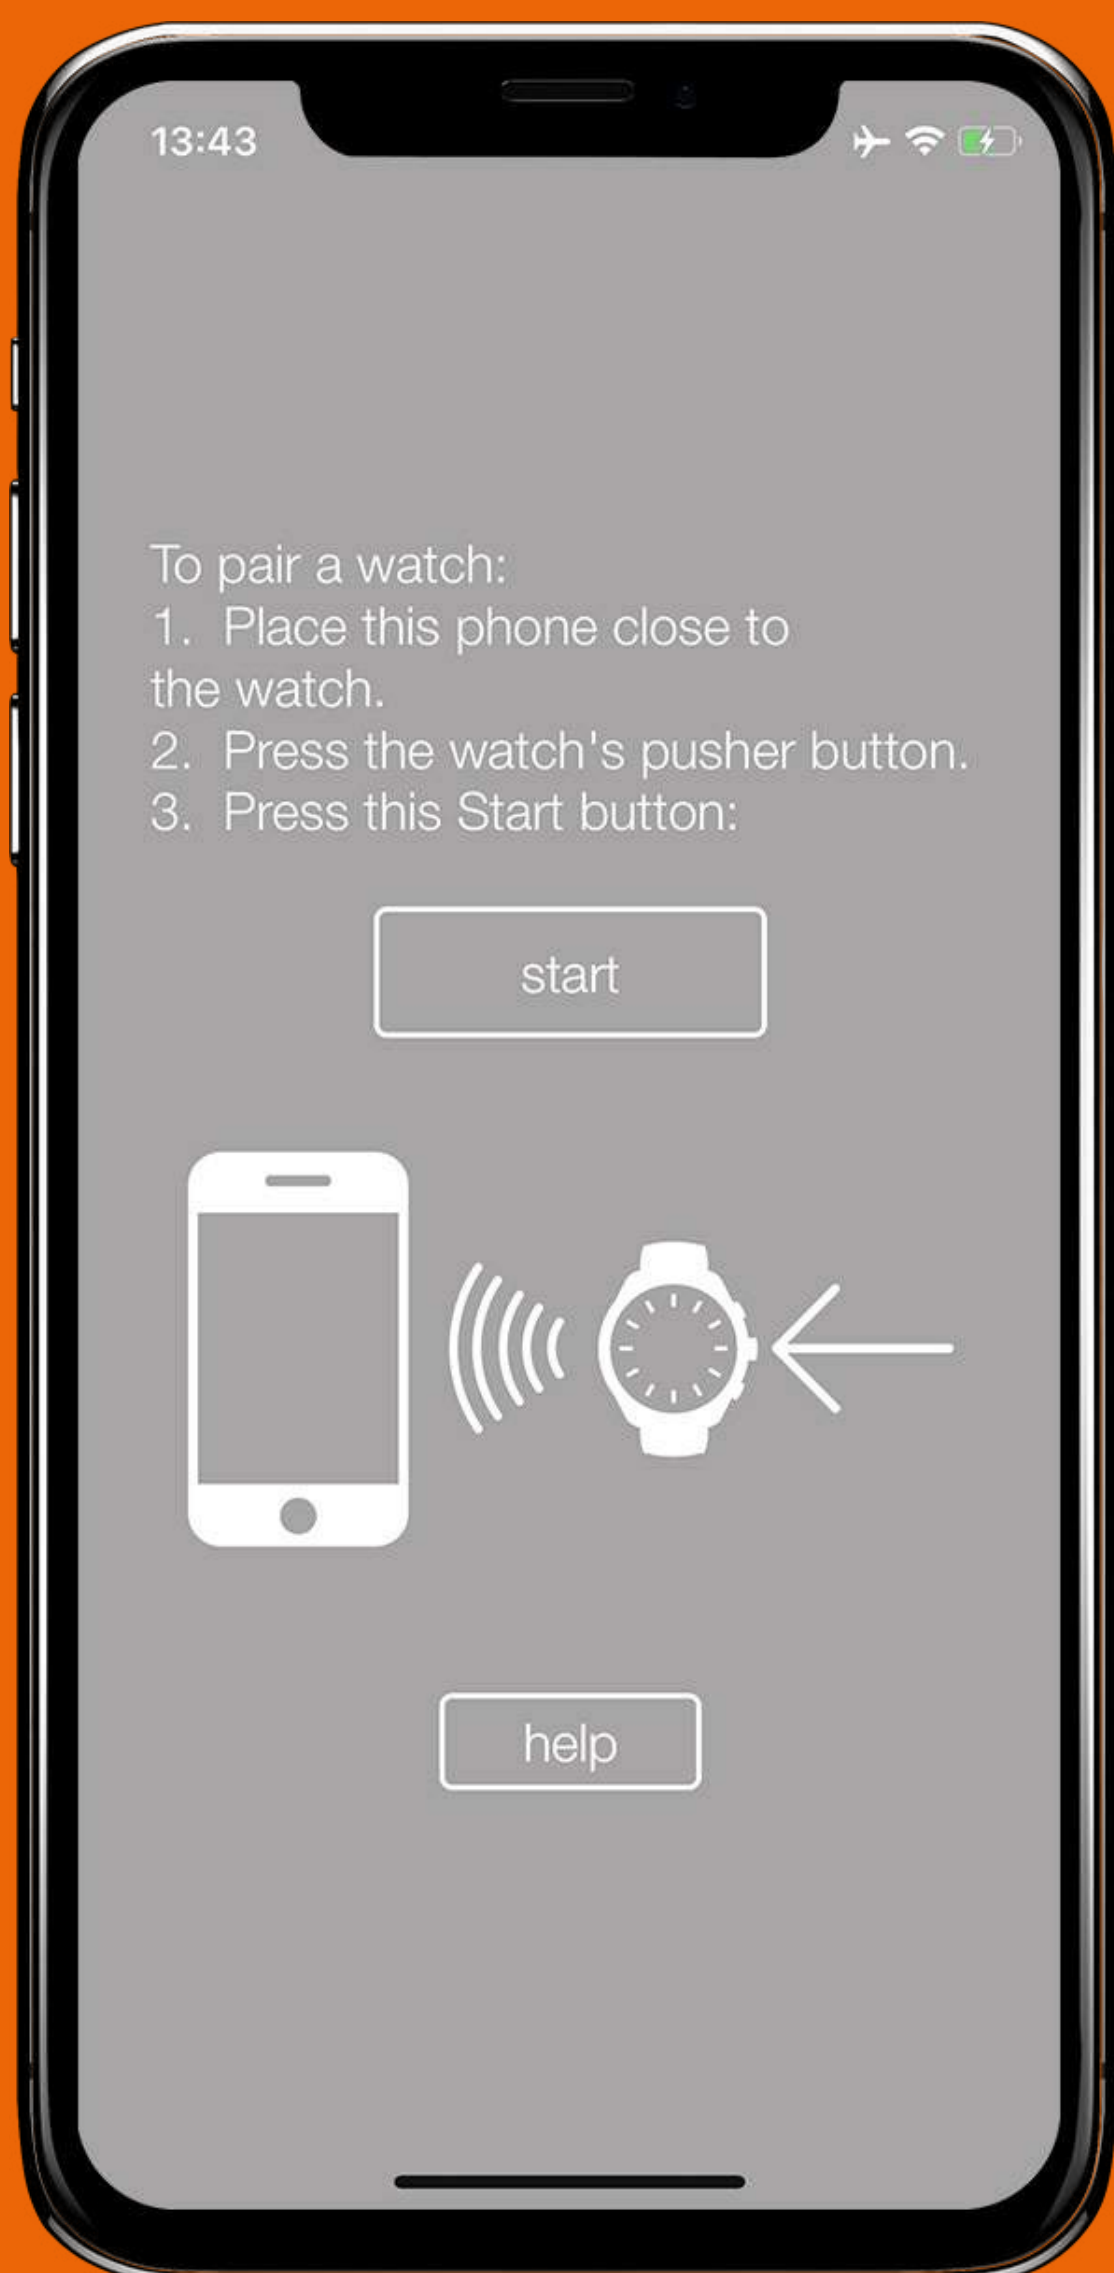 13:43
To pair a watch:
1. Place this phone close to
the watch.
2. Press the watch's pusher button.
3. Press this Start button:
start
help